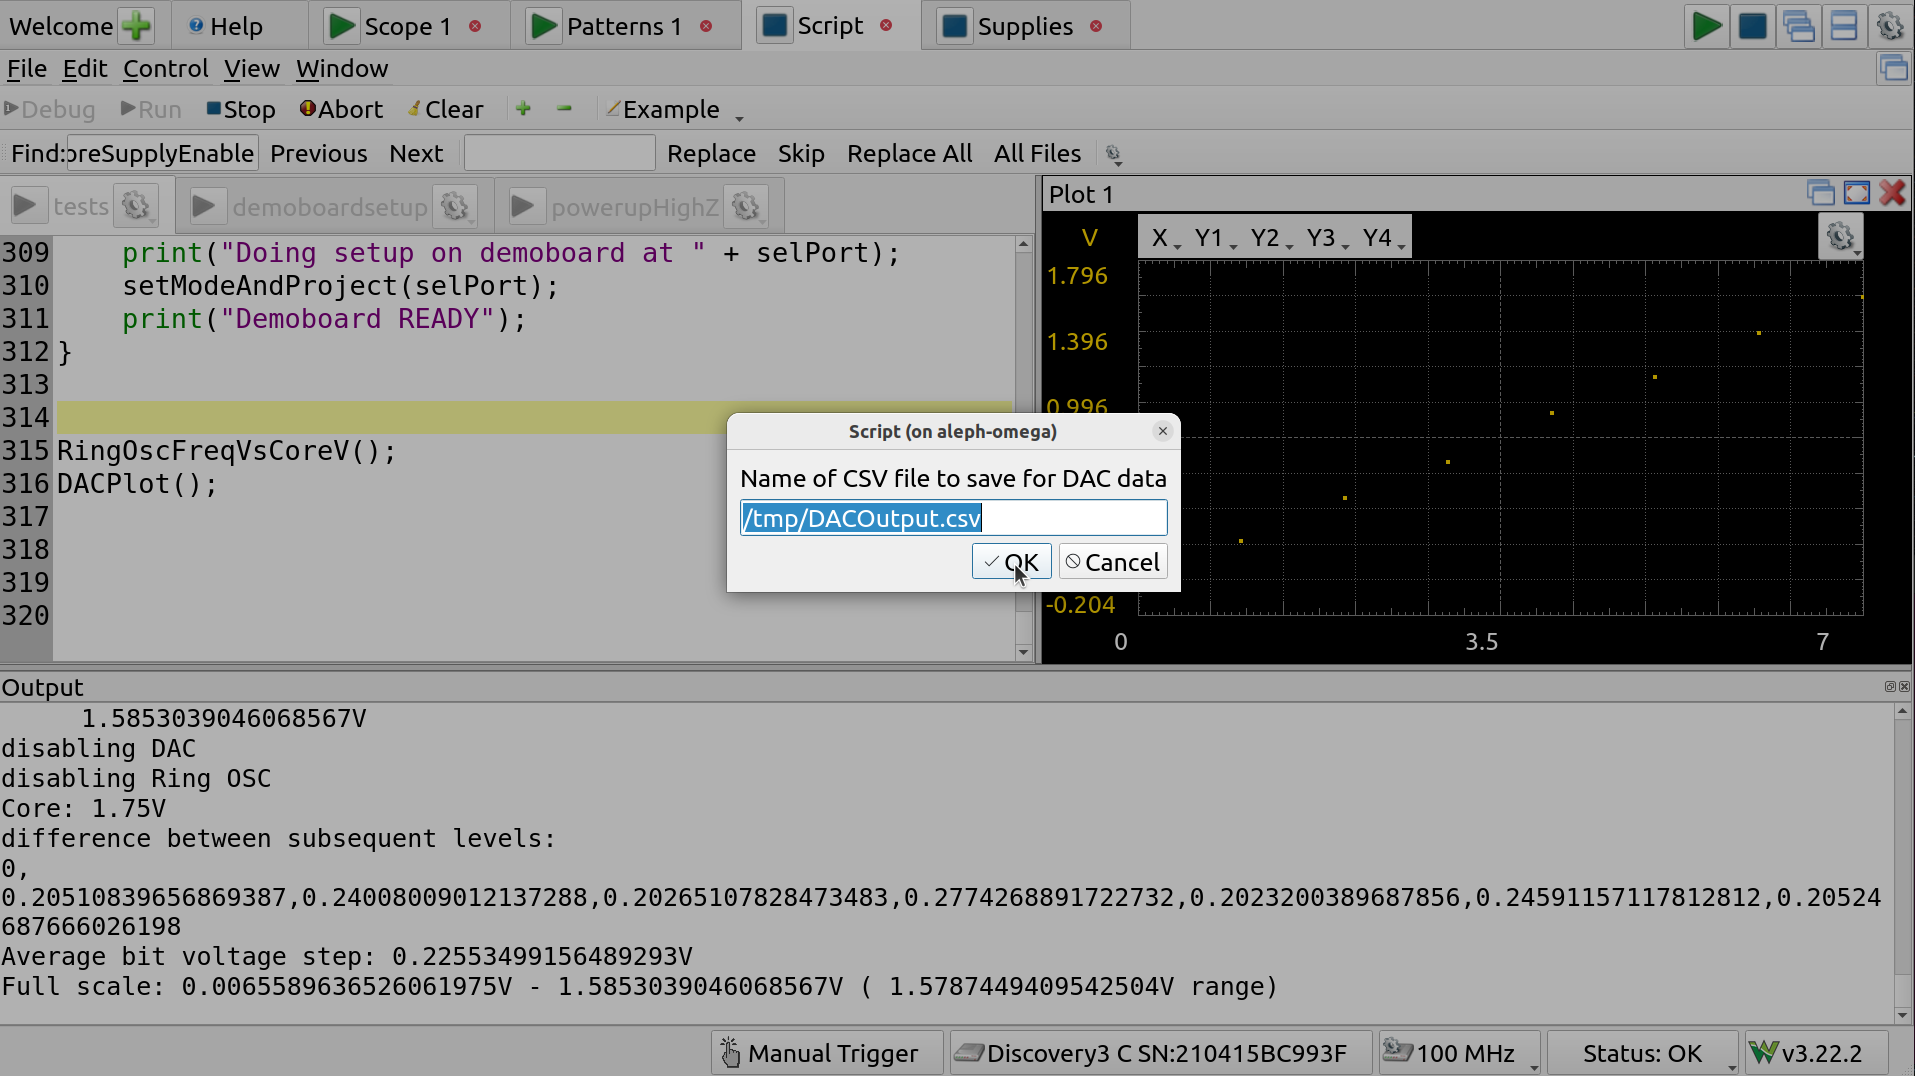 Welcome Help Scope 1 Patterns 1 Script Supplies
File Edit Control View Window
Debug Run Stop Abort Clear Example
Find: oreSupplyEnable Previous Next Replace Skip Replace All All Files
tests demoboardsetup powerupHighZ
309 print("Doing setup on demoboard at " + selPort);
310 setModeAndProject(selPort);
311 print("Demoboard READY");
312 }
313
314
315 RingOscFreqVsCoreV();
316 DACPlot();
317
318
319
320
Plot 1
V X Y1 Y2 Y3 Y4
1.796
1.396
0.996
-0.204
0 3.5 7
Script (on aleph-omega)
Name of CSV file to save for DAC data
/tmp/DACOutput.csv
OK Cancel
Output
1.5853039046068567V
disabling DAC
disabling Ring OSC
Core: 1.75V
difference between subsequent levels:
0,
0.20510839656869387,0.24008009012137288,0.20265107828473483,0.2774268891722732,0.2023200389687856,0.24591157117812812,0.20524
687666026198
Average bit voltage step: 0.22553499156489293V
Full scale: 0.0065589636526061975V - 1.5853039046068567V ( 1.5787449409542504V range)
Manual Trigger Discovery3 C SN:210415BC993F 100 MHz Status: OK v3.22.2